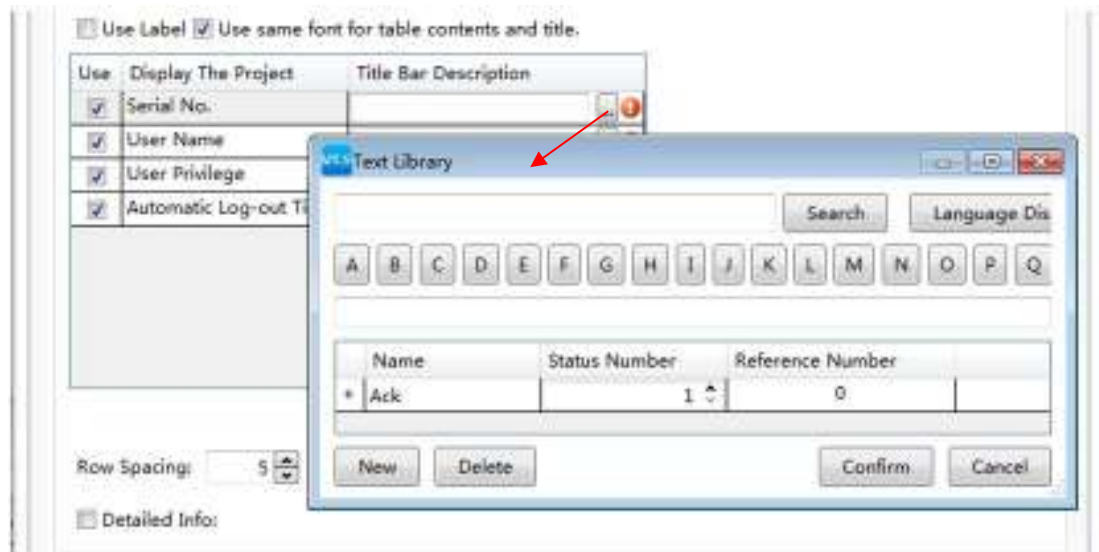 Use Label Use same font for table contents and title.
Use Display The Project Title Bar Description
Serial No. ...
User Name
User Privilege
Automatic Log-out Ti
Text Library
Search Language Dis
A B C D E F G H I J K L M N O P Q
Name Status Number Reference Number
* Ack 1 0
New Delete Confirm Cancel
Row Spacing: 5
Detailed Info: